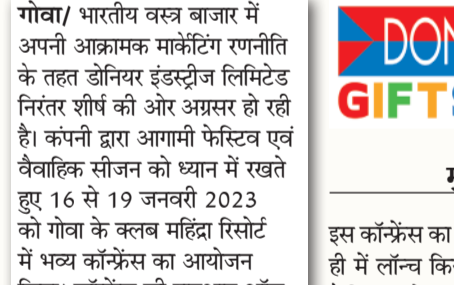 गोवा/ भारतीय वस्त्र बाजार में
अपनी आक्रामक मार्केटिंग रणनीति
के तहत डोनियर इंडस्ट्रीज लिमिटेड
निरंतर शीर्ष की ओर अग्रसर हो रही
है। कंपनी द्वारा आगामी फेस्टिव एवं
वैवाहिक सीजन को ध्यान में रखते
हुए 16 से 19 जनवरी 2023
को गोवा के क्लब महिंद्रा रिसोर्ट
में भव्य कॉन्फ्रेंस का आयोजन
DON
GIFT
इस कॉन्फ्रेंस का
ही में लॉन्च